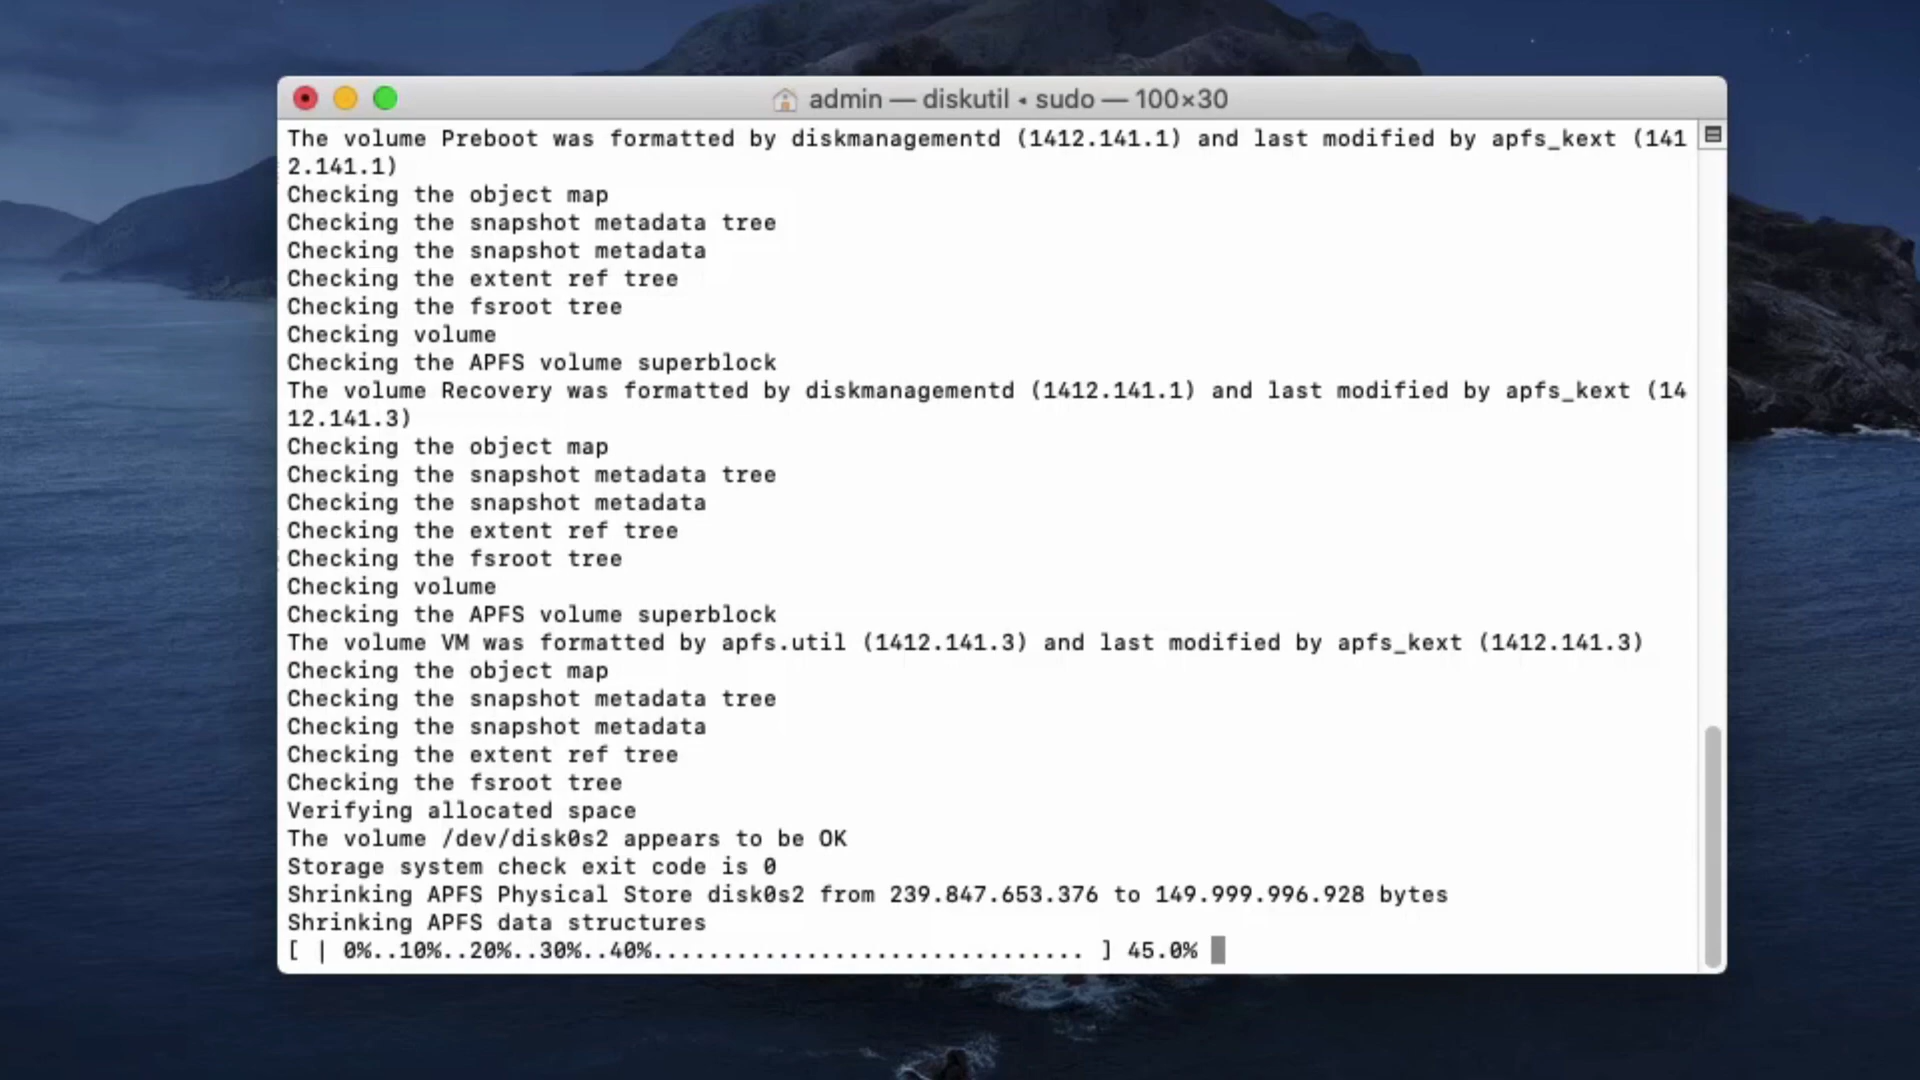 admin — diskutil ◂ sudo — 100×30
The volume Preboot was formatted by diskmanagementd (1412.141.1) and last modified by apfs_kext (141
2.141.1)
Checking the object map
Checking the snapshot metadata tree
Checking the snapshot metadata
Checking the extent ref tree
Checking the fsroot tree
Checking volume
Checking the APFS volume superblock
The volume Recovery was formatted by diskmanagementd (1412.141.1) and last modified by apfs_kext (14
12.141.3)
Checking the object map
Checking the snapshot metadata tree
Checking the snapshot metadata
Checking the extent ref tree
Checking the fsroot tree
Checking volume
Checking the APFS volume superblock
The volume VM was formatted by apfs.util (1412.141.3) and last modified by apfs_kext (1412.141.3)
Checking the object map
Checking the snapshot metadata tree
Checking the snapshot metadata
Checking the extent ref tree
Checking the fsroot tree
Verifying allocated space
The volume /dev/disk0s2 appears to be OK
Storage system check exit code is 0
Shrinking APFS Physical Store disk0s2 from 239.847.653.376 to 149.999.996.928 bytes
Shrinking APFS data structures
[ | 0%..10%..20%..30%..40%............................... ] 45.0%